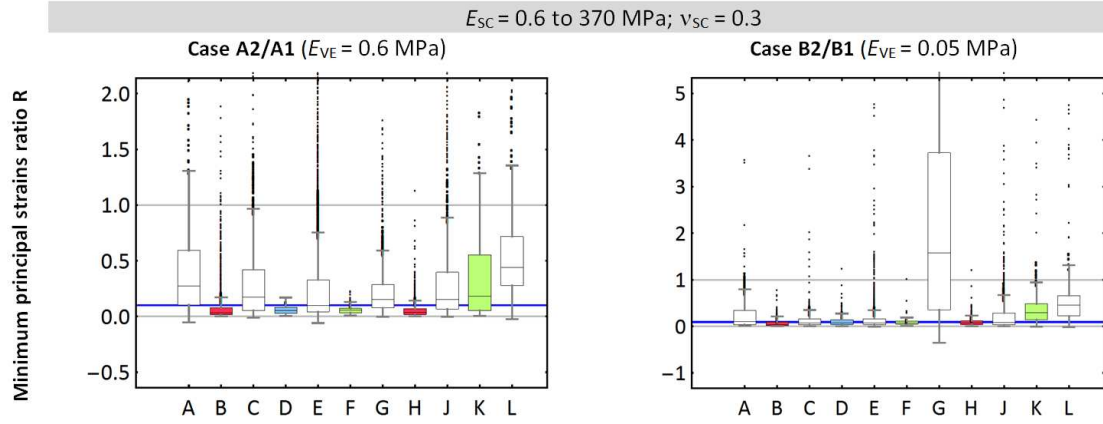 E_SC = 0.6 to 370 MPa; ν_SC = 0.3
Case A2/A1 (E_VE = 0.6 MPa)
Case B2/B1 (E_VE = 0.05 MPa)
Minimum principal strains ratio R
2.0
1.5
1.0
0.5
0.0
−0.5
A B C D E F G H J K L
5
4
3
2
1
0
−1
A B C D E F G H J K L